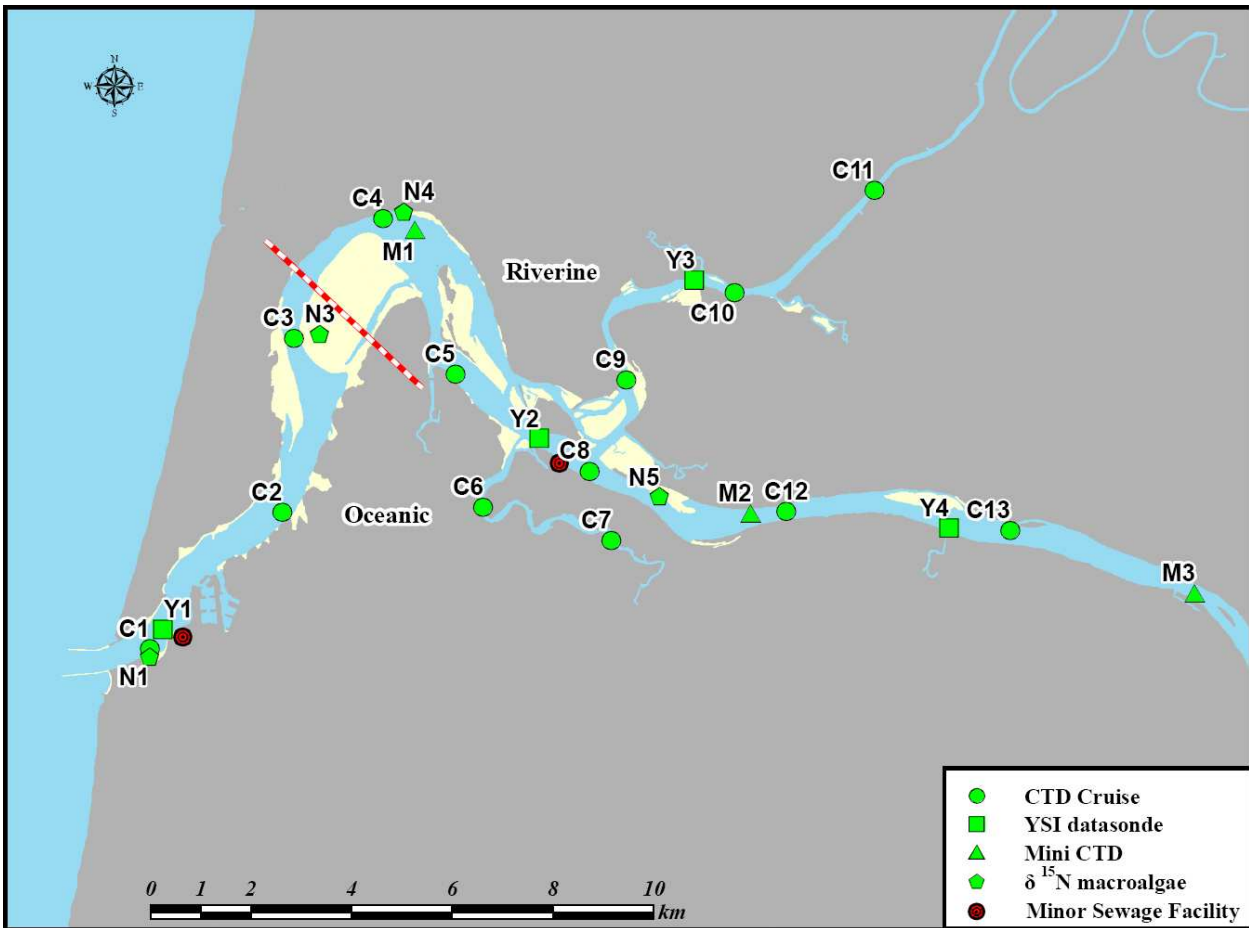 N
W E
S
C11
C4 N4
M1
Riverine
Y3
C10
C3 N3
C5
C9
Y2
C8
C6
N5
C2
Oceanic
M2 C12
C7
Y4 C13
M3
Y1
C1
N1
CTD Cruise
YSI datasonde
Mini CTD
δ ¹⁵N macroalgae
Minor Sewage Facility
0 1 2 4 6 8 10
km